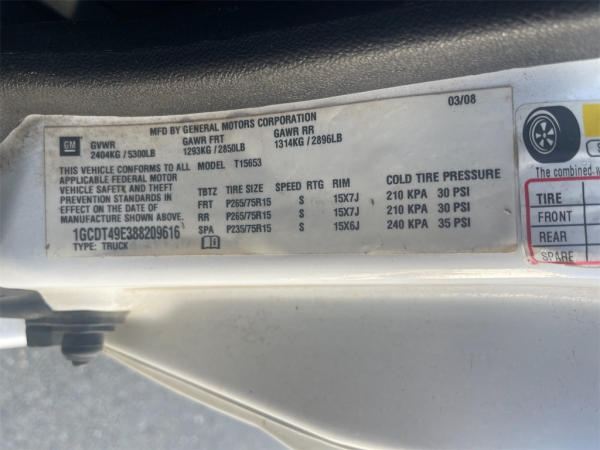 03/08
MFD BY GENERAL MOTORS CORPORATION
GM
GVWR GAWR FRT GAWR RR
2404KG / 5300LB 1293KG / 2850LB 1314KG / 2896LB
THIS VEHICLE CONFORMS TO ALL MODEL T15653
APPLICABLE FEDERAL MOTOR
VEHICLE SAFETY AND THEFT
PREVENTION STANDARDS IN
EFFECT ON THE DATE OF
MANUFACTURE SHOWN ABOVE.
TBTZ TIRE SIZE SPEED RTG RIM COLD TIRE PRESSURE
FRT P265/75R15 S 15X7J 210 KPA 30 PSI
RR P265/75R15 S 15X7J 210 KPA 30 PSI
SPA P235/75R15 S 15X6J 240 KPA 35 PSI
1GCDT49E388209616
TYPE: TRUCK
The combined w
TIRE
FRONT
REAR
SPARE